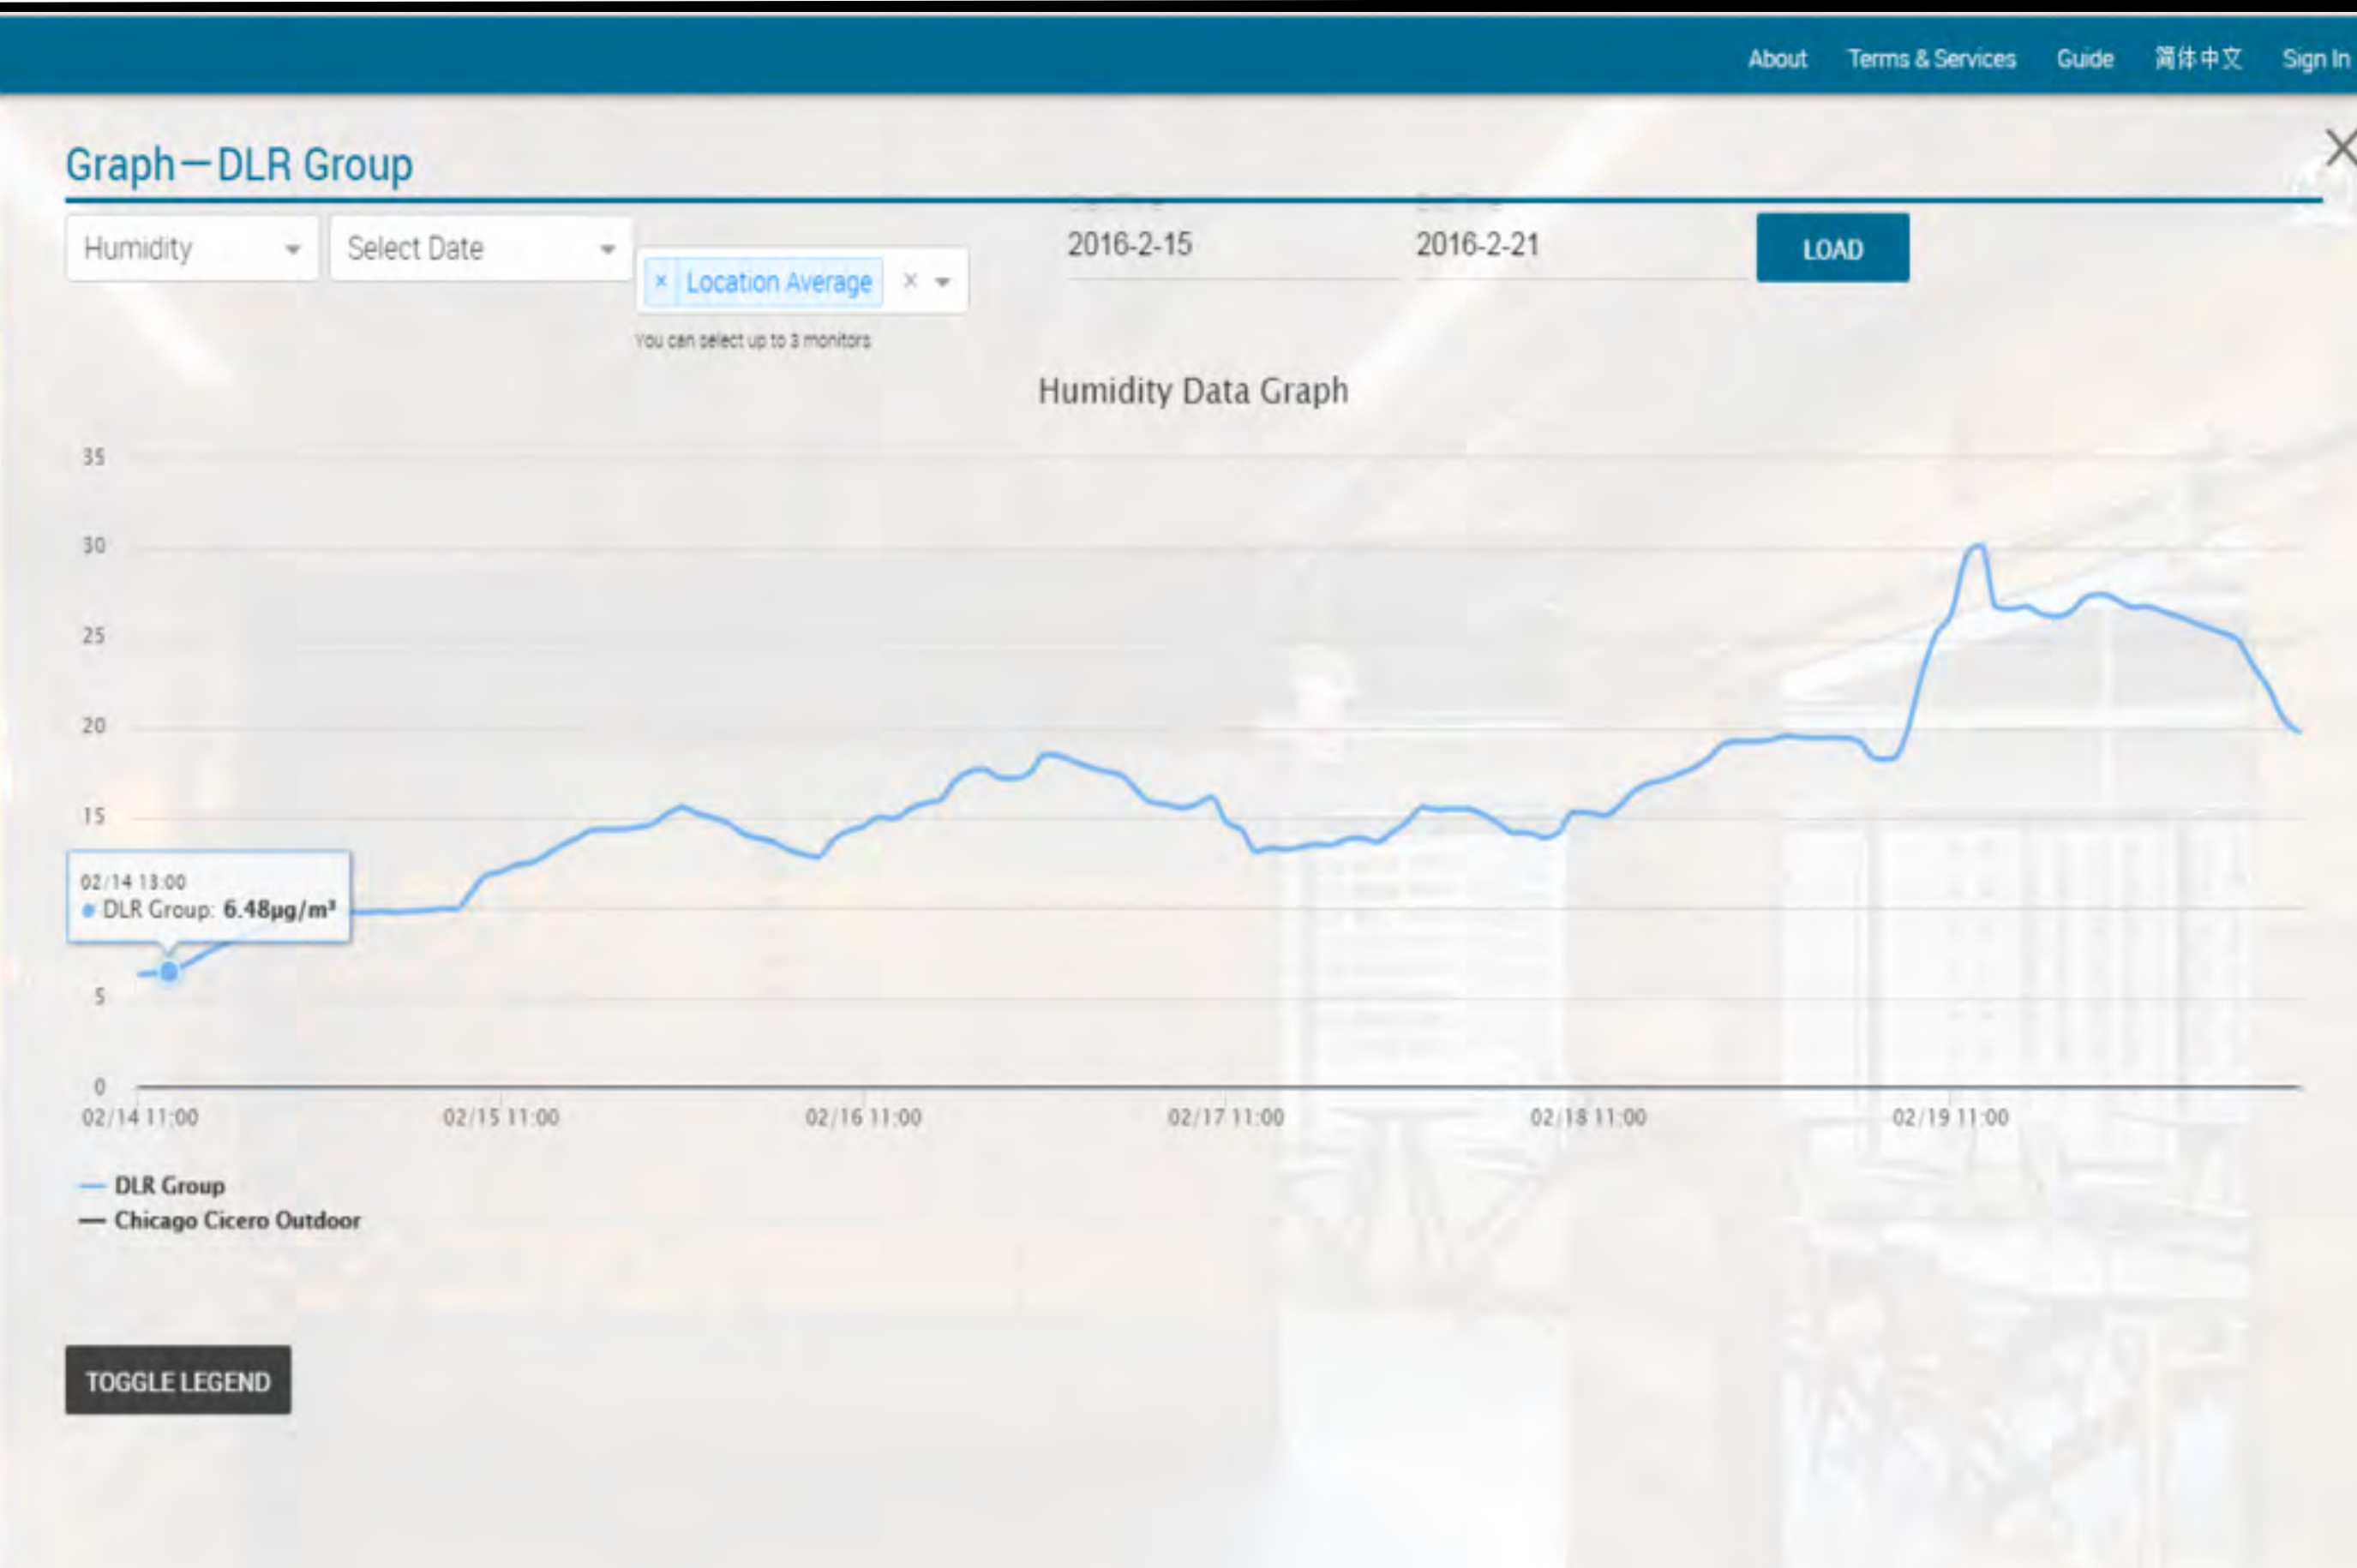 About Terms & Services Guide 简体中文 Sign In
Graph—DLR Group
Humidity Select Date × Location Average × 2016-2-15 2016-2-21 LOAD
You can select up to 3 monitors
Humidity Data Graph
35
30
25
20
15
02/14 13:00
DLR Group: 6.48µg/m³
5
0
02/14 11:00 02/15 11:00 02/16 11:00 02/17 11:00 02/18 11:00 02/19 11:00
DLR Group
Chicago Cicero Outdoor
TOGGLE LEGEND